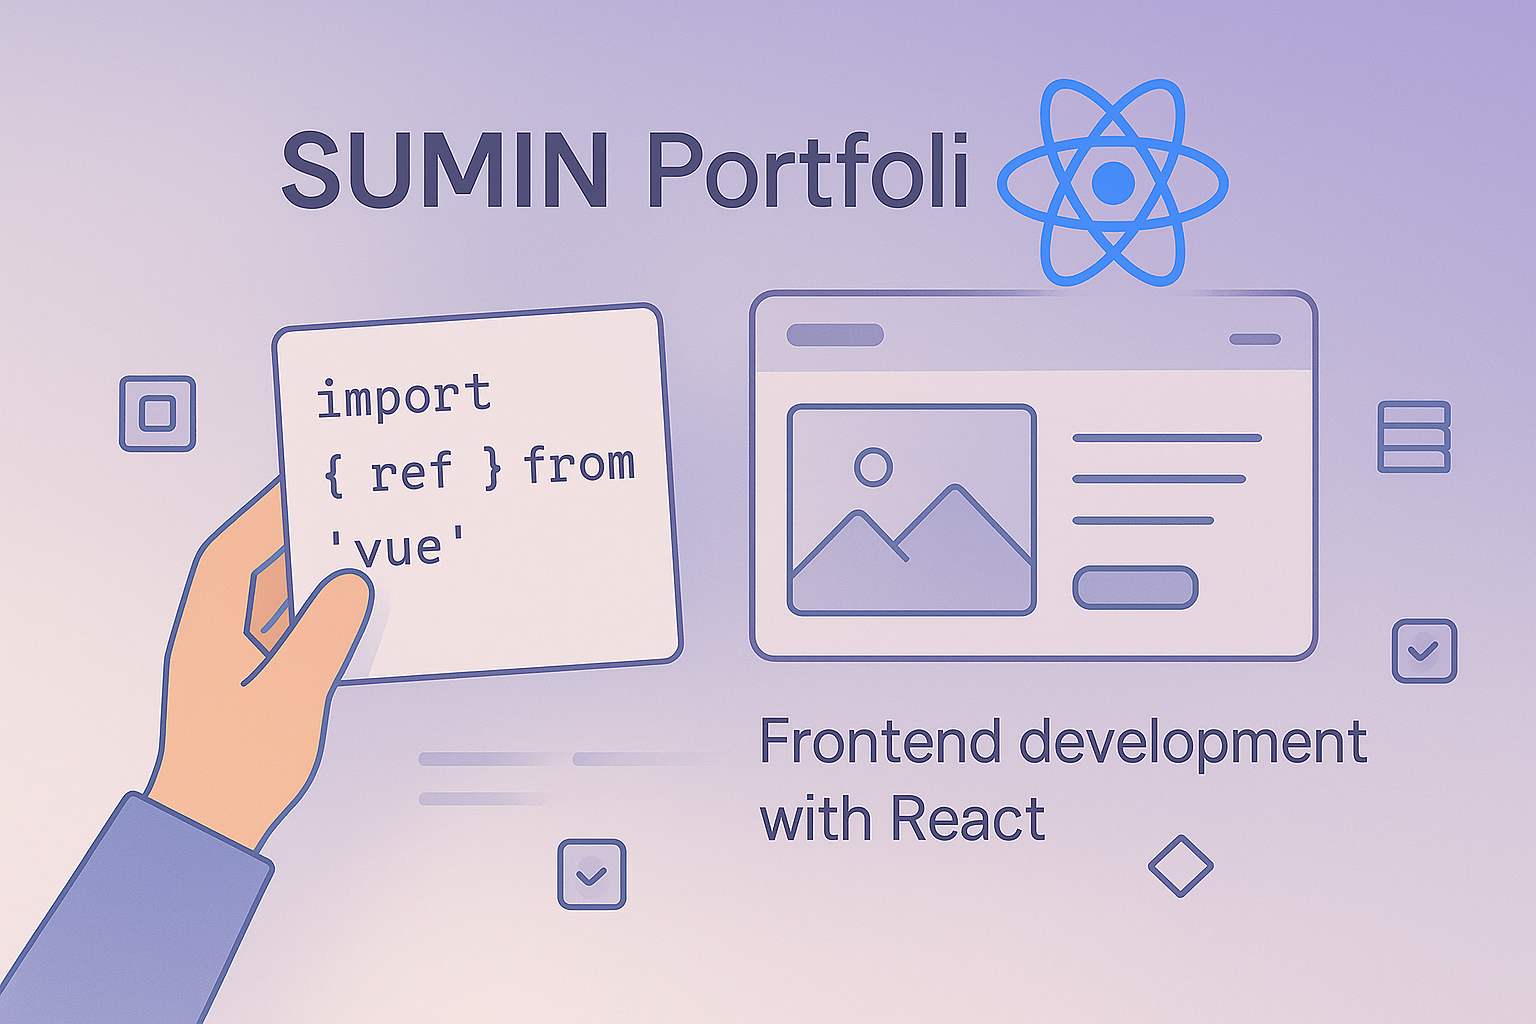 SUMIN Portfoli
import
{ ref } from
'vue'
Frontend development
with React